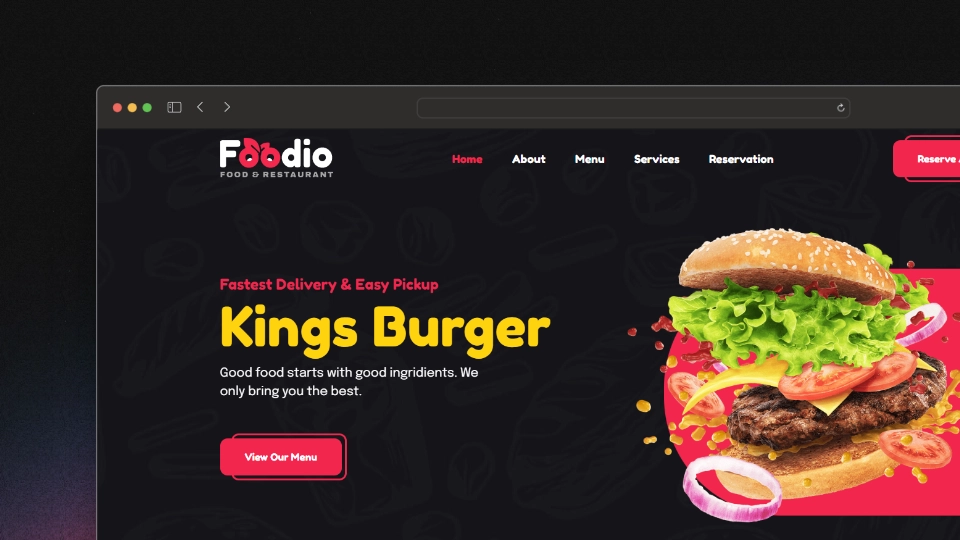 Foodio
FOOD & RESTAURANT
Home About Menu Services Reservation
Reserve
Fastest Delivery & Easy Pickup
Kings Burger
Good food starts with good ingridients. We
only bring you the best.
View Our Menu